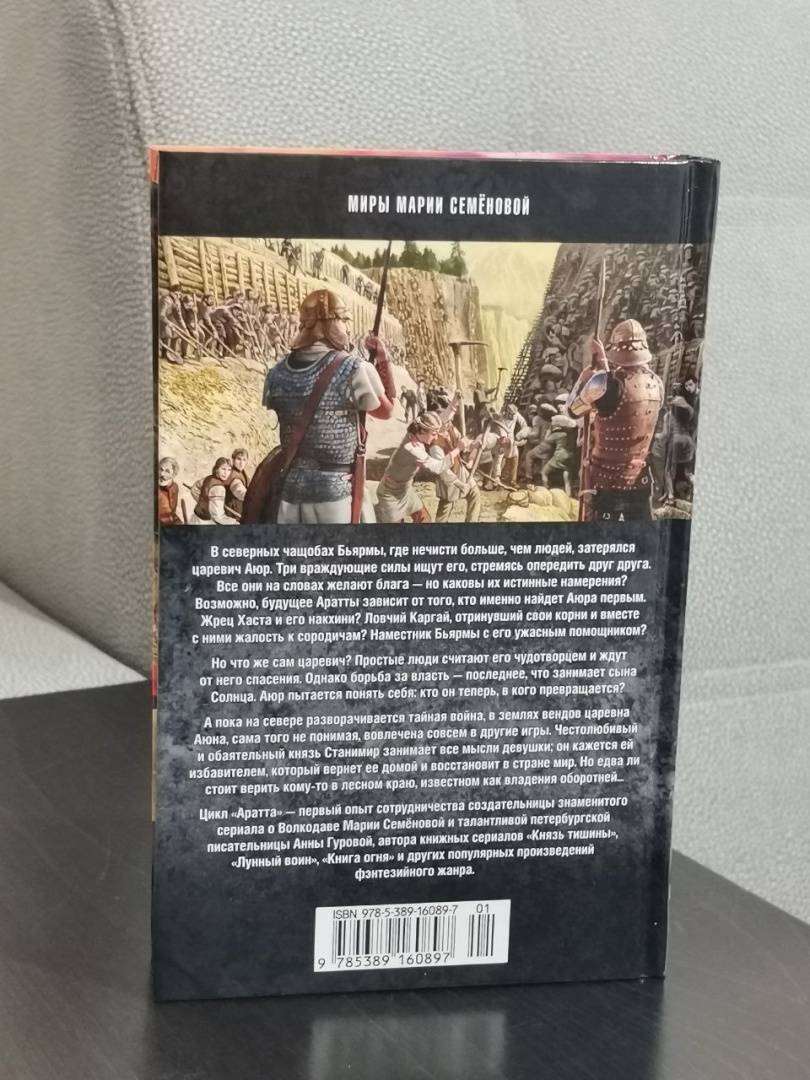 МИРЫ МАРИИ СЕМЁНОВОЙ
В северных чащобах Бьярмы, где нечисти больше, чем людей, затерялся
царевич Аюр. Три враждующие силы ищут его, стремясь опередить друг друга.
Все они на словах желают блага — но каковы их истинные намерения?
Возможно, будущее Аратты зависит от того, кто именно найдет Аюра первым.
Жрец Хаста и его накхини? Ловчий Каргай, отринувший свои корни и вместе
с ними жалость к сородичам? Наместник Бьярмы с его ужасным помощником?
Но что же сам царевич? Простые люди считают его чудотворцем и ждут
от него спасения. Однако борьба за власть — последнее, что занимает сына
Солнца. Аюр пытается понять себя: кто он теперь, в кого превращается?
А пока на севере разворачивается тайная война, в землях вендов царевна
Аюна, сама того не понимая, вовлечена совсем в другие игры. Честолюбивый
и обаятельный князь Станимир занимает все мысли девушки; он кажется ей
избавителем, который вернет ее домой и восстановит в стране мир. Но едва ли
стоит верить кому-то в лесном краю, известном как владения оборотней...
Цикл «Аратта» — первый опыт сотрудничества создательницы знаменитого
сериала о Волкодаве Марии Семёновой и талантливой петербургской
писательницы Анны Гуровой, автора книжных сериалов «Князь тишины»,
«Лунный воин», «Книга огня» и других популярных произведений
фэнтезийного жанра.
ISBN 978-5-389-16089-7 01
9 785389 160897